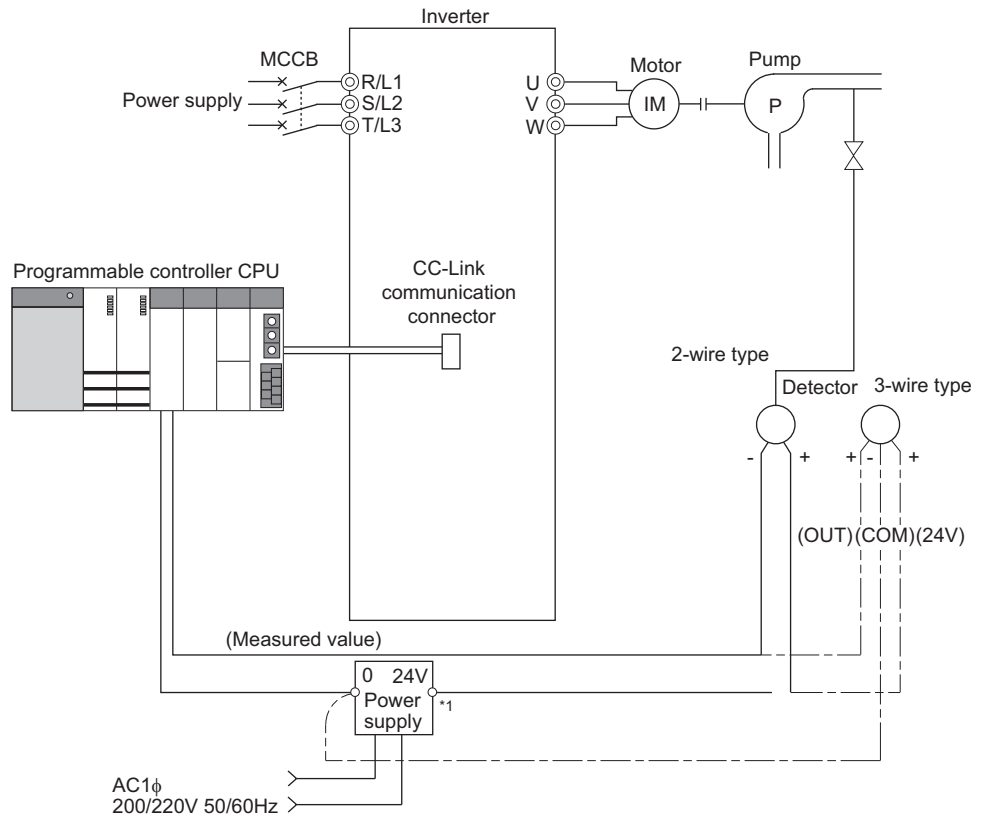 Inverter
MCCB
Power supply
R/L1
S/L2
T/L3
U
V
W
Motor
IM
Pump
P
Programmable controller CPU
CC-Link
communication
connector
2-wire type
Detector
3-wire type
- +
+ - +
(OUT)(COM)(24V)
(Measured value)
0 24V
Power
supply
*1
AC1ϕ
200/220V 50/60Hz